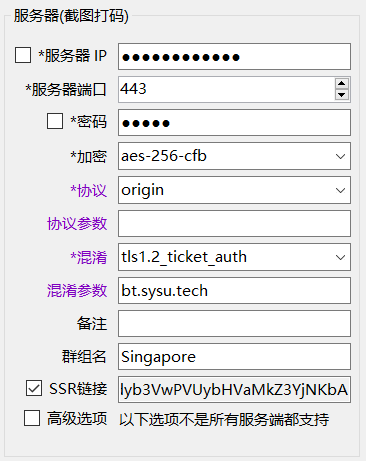 服务器(截图打码)
*服务器 IP ●●●●●●●●●●●●
*服务器端口 443
*密码 ●●●●●
*加密 aes-256-cfb
*协议 origin
协议参数
*混淆 tls1.2_ticket_auth
混淆参数 bt.sysu.tech
备注
群组名 Singapore
SSR链接 lyb3VwPVUybHVaMkZ3YjNKbA
高级选项 以下选项不是所有服务端都支持